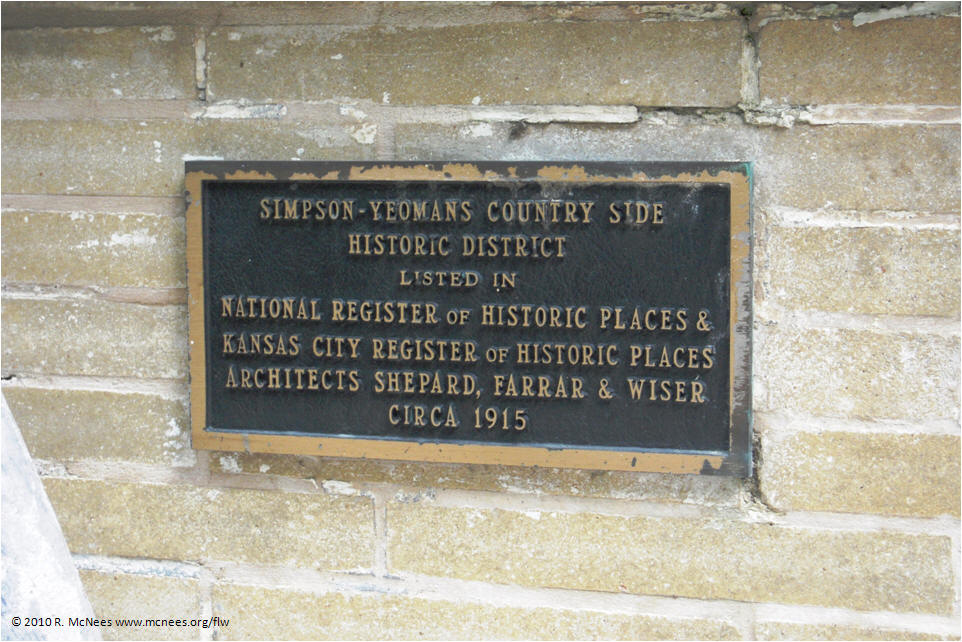 SIMPSON-YEOMANS COUNTRY SIDE
HISTORIC DISTRICT
LISTED IN
NATIONAL REGISTER OF HISTORIC PLACES &
KANSAS CITY REGISTER OF HISTORIC PLACES
ARCHITECTS SHEPARD, FARRAR & WISER
CIRCA 1915
© 2010 R. McNees www.mcnees.org/flw